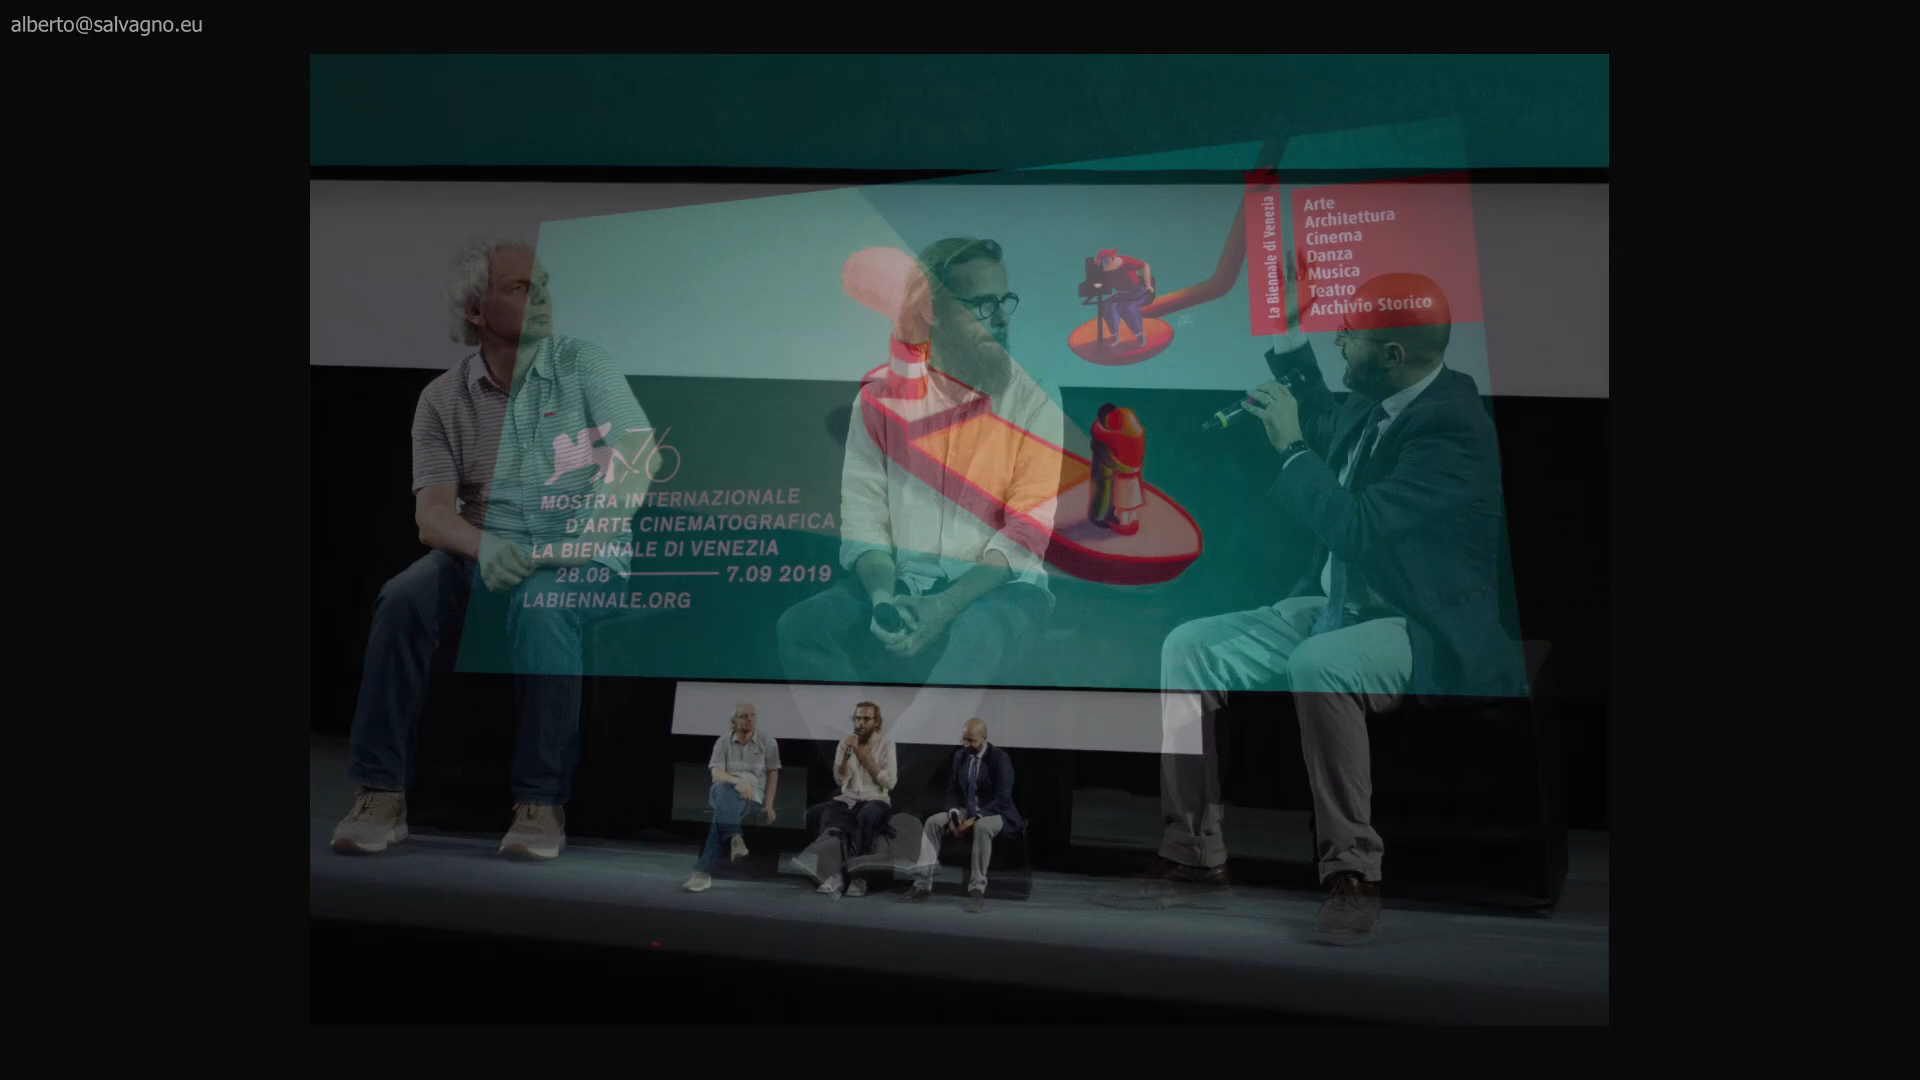 alberto@salvagno.eu
La Biennale di Venezia
Arte
Architettura
Cinema
Danza
Musica
Teatro
Archivio Storico
76
MOSTRA INTERNAZIONALE
D'ARTE CINEMATOGRAFICA
LA BIENNALE DI VENEZIA
28.08 7.09 2019
LABIENNALE.ORG